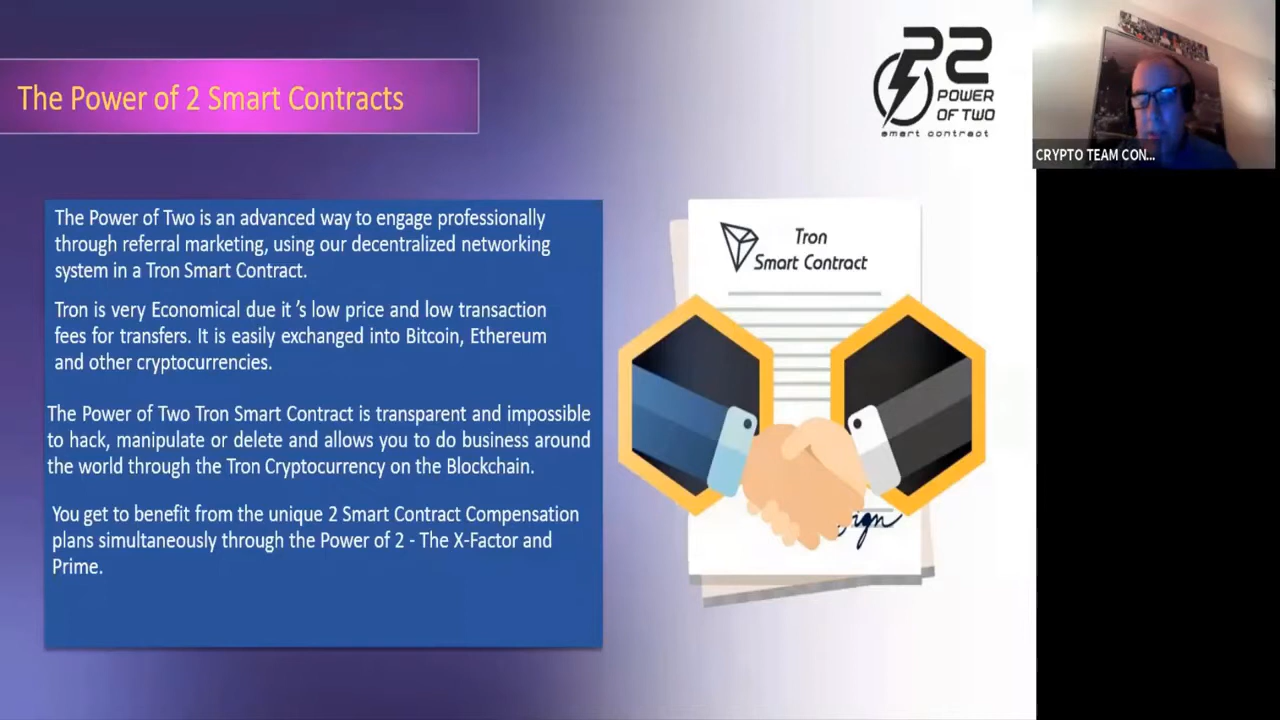 The Power of 2 Smart Contracts
P2
POWER
OF TWO
smart contract
CRYPTO TEAM CON...
The Power of Two is an advanced way to engage professionally
through referral marketing, using our decentralized networking
system in a Tron Smart Contract.
Tron is very Economical due it 's low price and low transaction
fees for transfers. It is easily exchanged into Bitcoin, Ethereum
and other cryptocurrencies.
The Power of Two Tron Smart Contract is transparent and impossible
to hack, manipulate or delete and allows you to do business around
the world through the Tron Cryptocurrency on the Blockchain.
You get to benefit from the unique 2 Smart Contract Compensation
plans simultaneously through the Power of 2 - The X-Factor and
Prime.
Tron
Smart Contract
ign